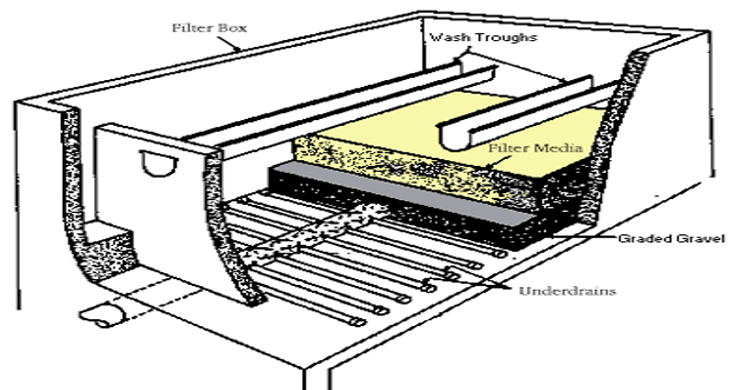 Filter Box
Wash Troughs
Filter Media
Graded Gravel
Underdrains